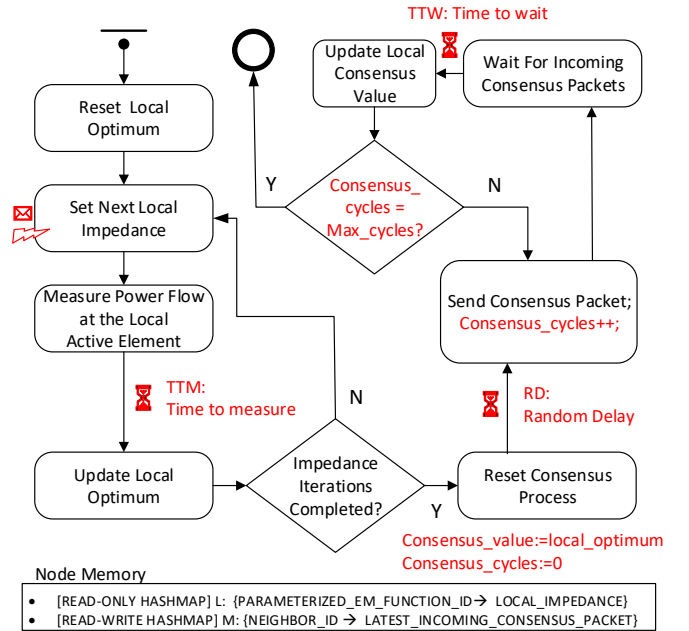 TTW: Time to wait
Update Local
Consensus
Value
Wait For Incoming
Consensus Packets
Reset Local
Optimum
Y
Consensus_
cycles =
Max_cycles?
N
Set Next Local
Impedance
Measure Power Flow
at the Local
Active Element
Send Consensus Packet;
Consensus_cycles++;
TTM:
Time to measure
N
RD:
Random Delay
Update Local
Optimum
Impedance
Iterations
Completed?
Y
Reset Consensus
Process
Consensus_value:=local_optimum
Consensus_cycles:=0
Node Memory
• [READ-ONLY HASHMAP] L: {PARAMETERIZED_EM_FUNCTION_ID→ LOCAL_IMPEDANCE}
• [READ-WRITE HASHMAP] M: {NEIGHBOR_ID → LATEST_INCOMING_CONSENSUS_PACKET}